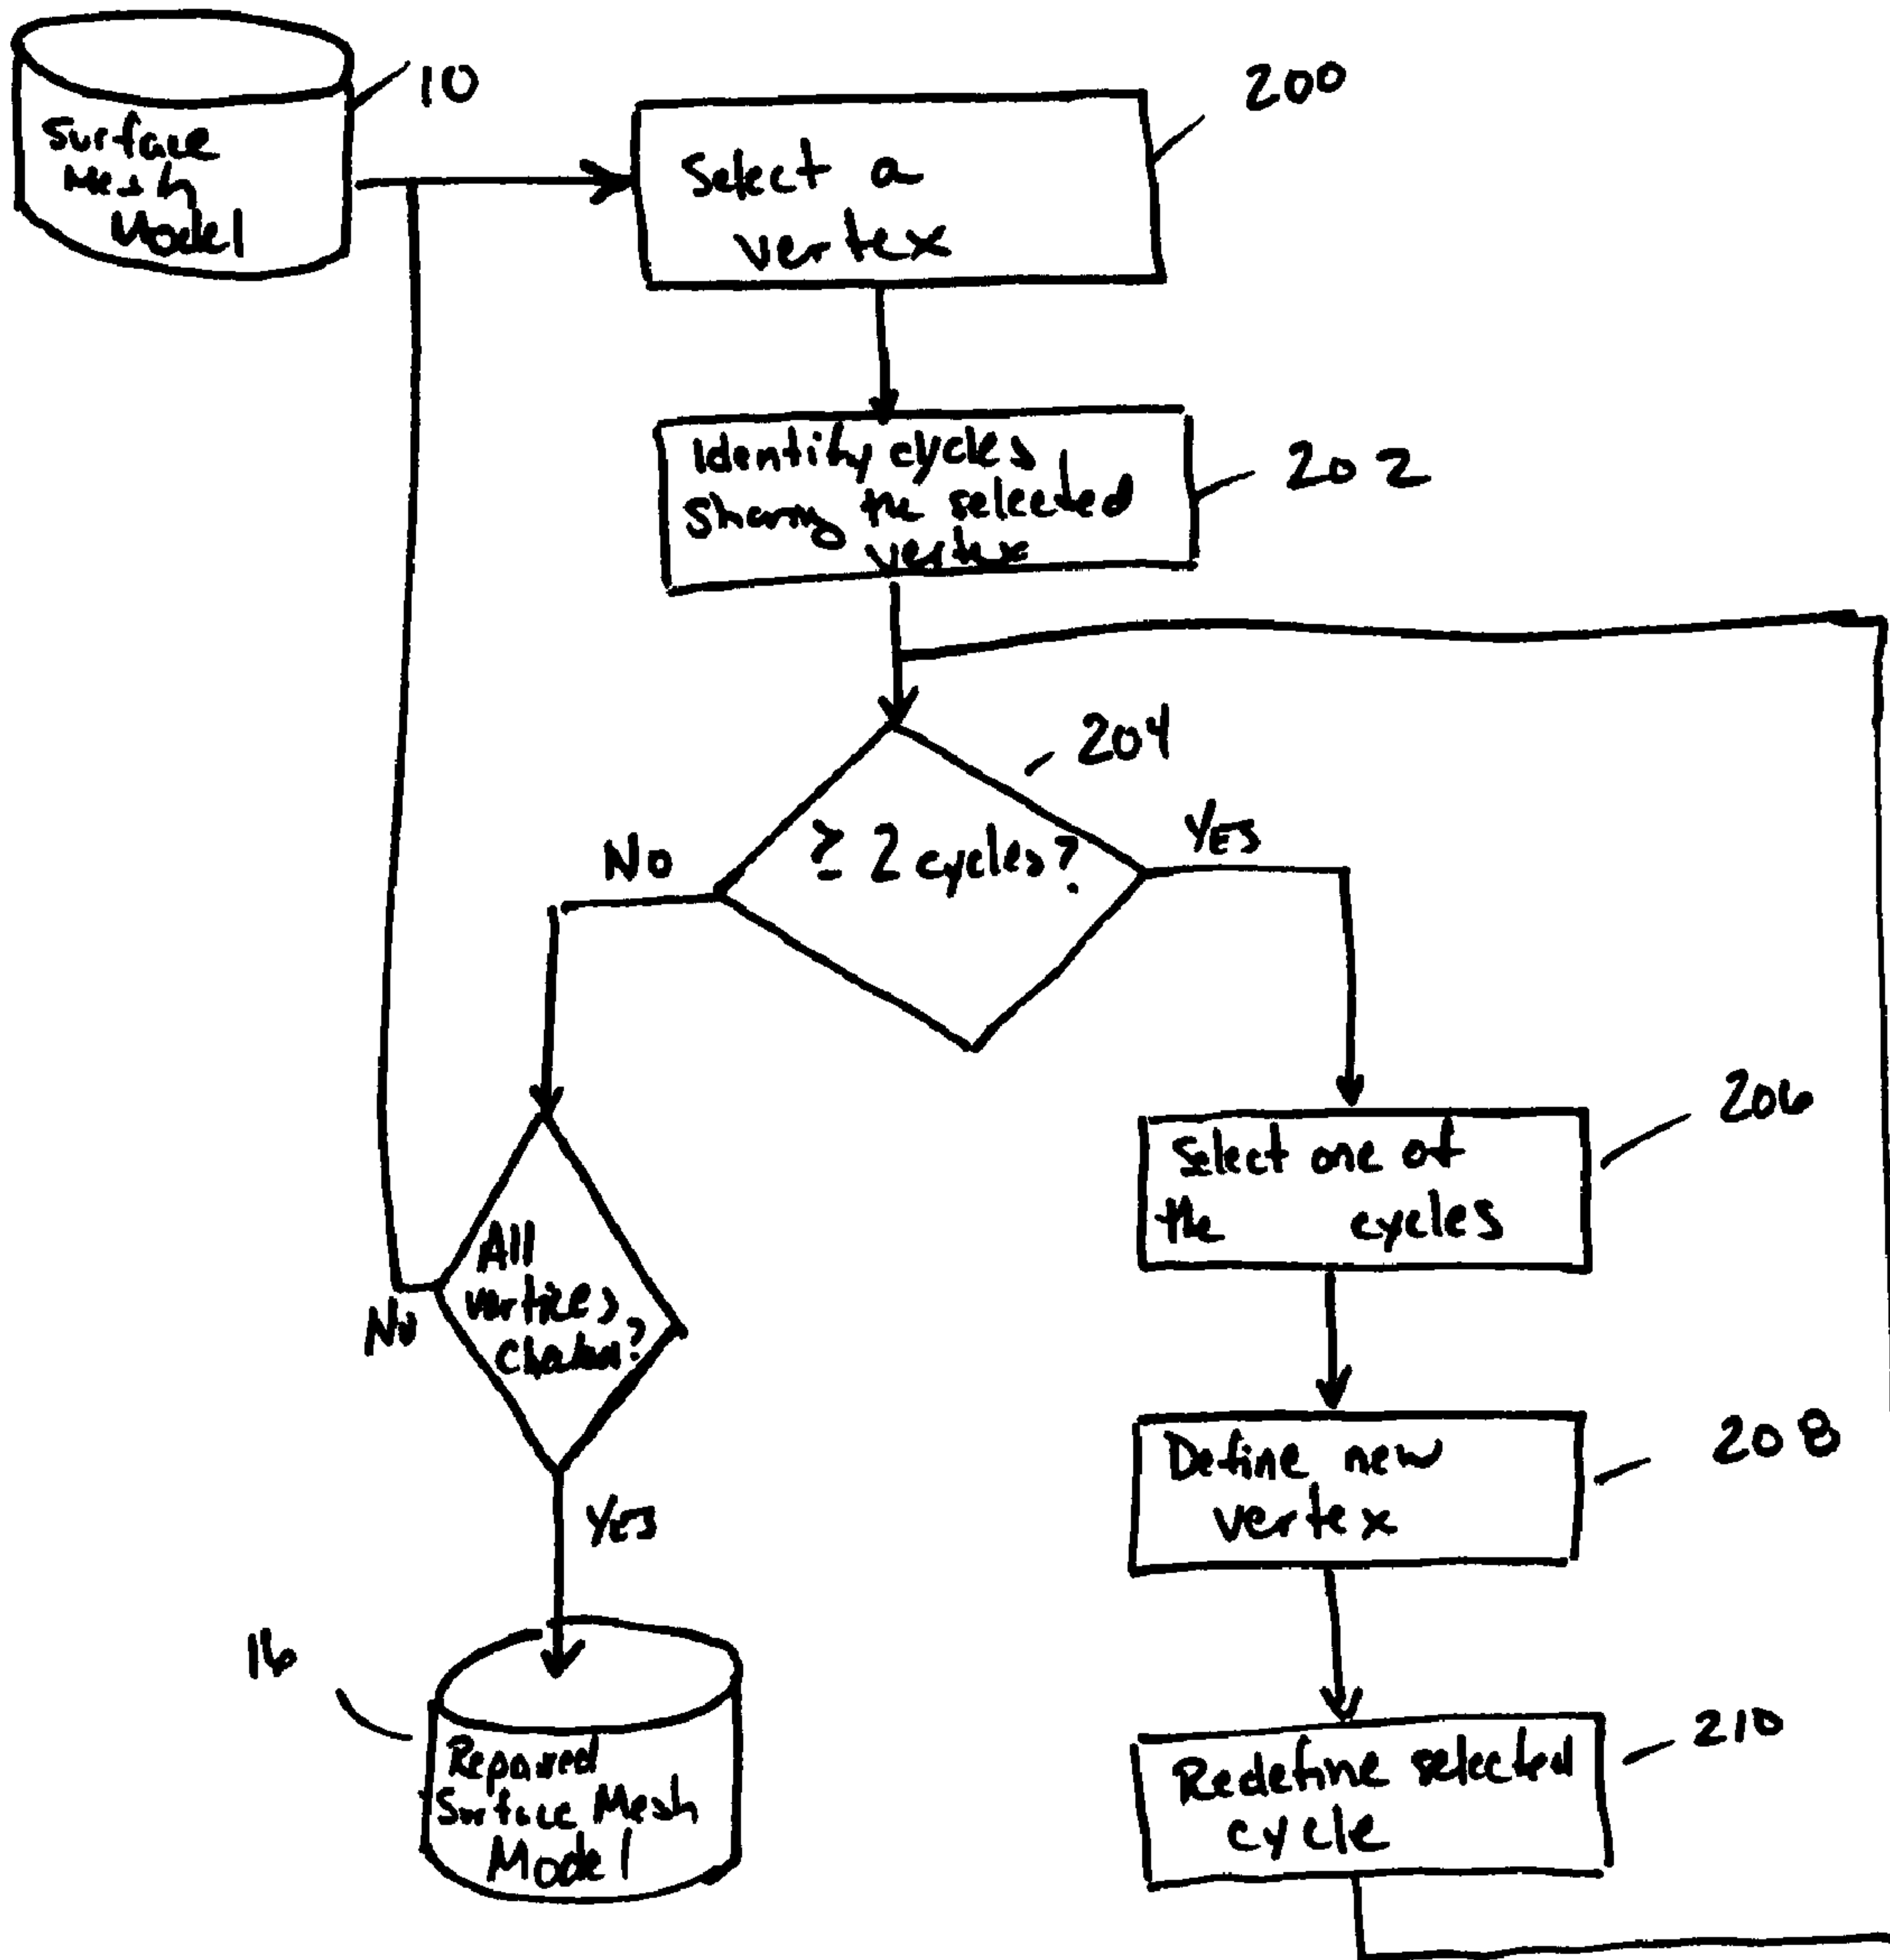 10
Surface
Mesh
Model
200
Select a
vertex
202
Identify cycles
sharing the selected
vertex
204
≥ 2 cycles?
No
YES
206
Select one of
the cycles
All
vertices
?
No
208
Define new
vertex
YES
16
Repaired
Surface Mesh
Model
210
Redefine selected
cycle